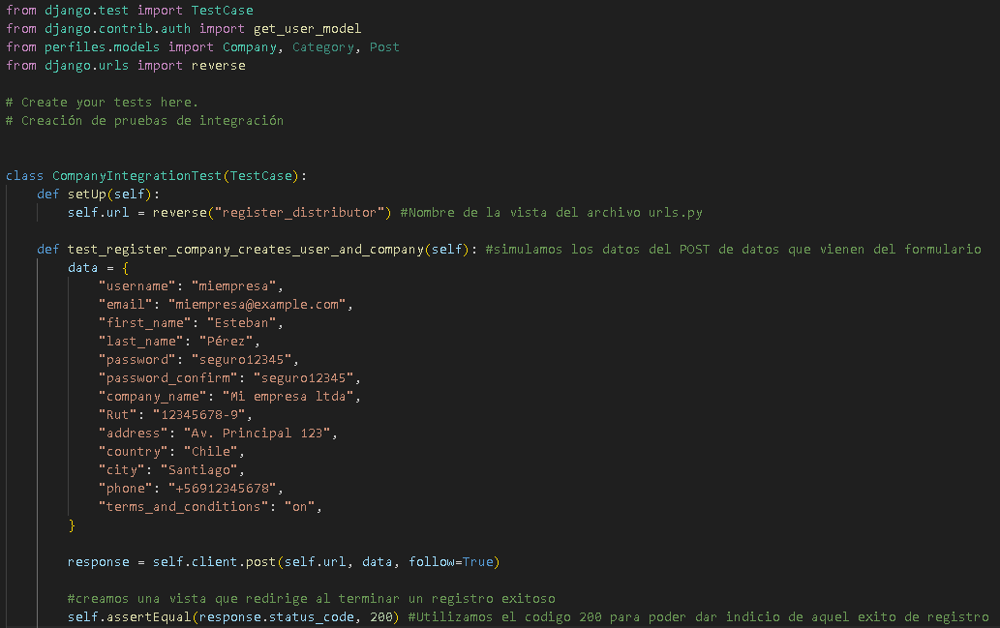 from django.test import TestCase
from django.contrib.auth import get_user_model
from perfiles.models import Company, Category, Post
from django.urls import reverse
# Create your tests here.
# Creación de pruebas de integración
class CompanyIntegrationTest(TestCase):
    def setUp(self):
        self.url = reverse("register_distributor") #Nombre de la vista del archivo urls.py
    def test_register_company_creates_user_and_company(self): #simulamos los datos del POST de datos que vienen del formulario
        data = {
            "username": "miempresa",
            "email": "miempresa@example.com",
            "first_name": "Esteban",
            "last_name": "Pérez",
            "password": "seguro12345",
            "password_confirm": "seguro12345",
            "company_name": "Mi empresa ltda",
            "Rut": "12345678-9",
            "address": "Av. Principal 123",
            "country": "Chile",
            "city": "Santiago",
            "phone": "+56912345678",
            "terms_and_conditions": "on",
        }
        response = self.client.post(self.url, data, follow=True)
        #creamos una vista que redirige al terminar un registro exitoso
        self.assertEqual(response.status_code, 200) #Utilizamos el codigo 200 para poder dar indicio de aquel exito de registro